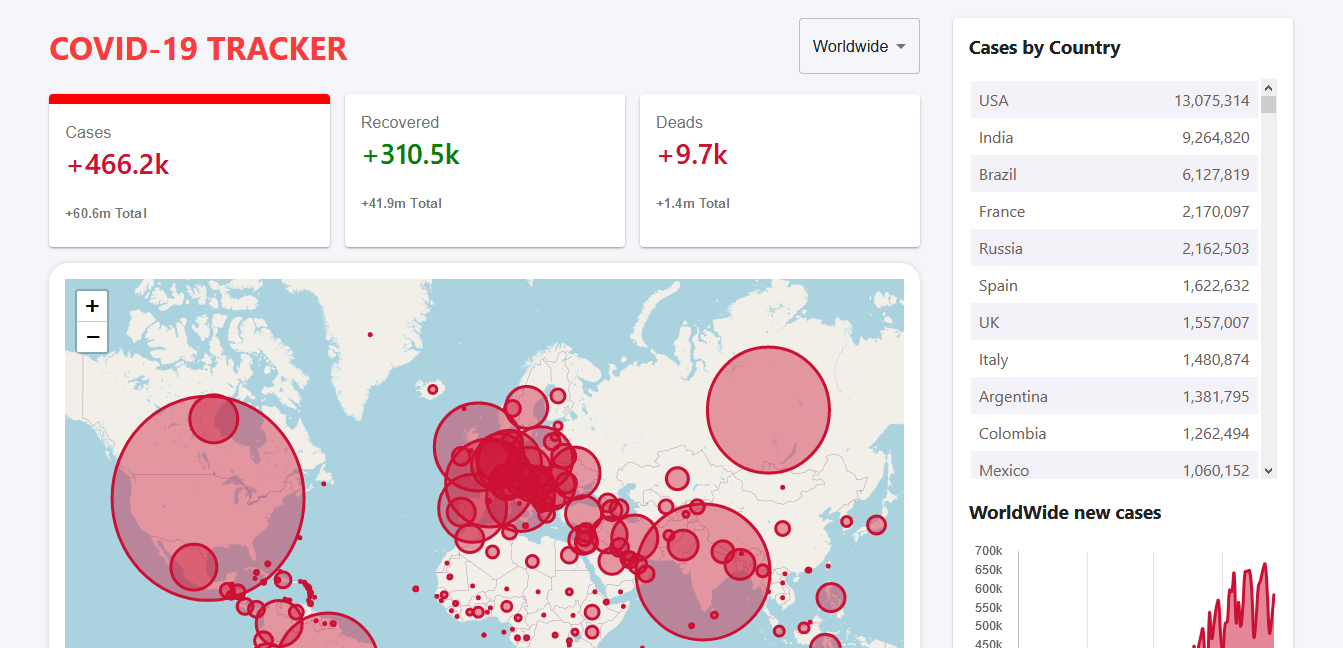 COVID-19 TRACKER
Worldwide
Cases
+466.2k
+60.6m Total
Recovered
+310.5k
+41.9m Total
Deads
+9.7k
+1.4m Total
+
−
Cases by Country
USA 13,075,314
India 9,264,820
Brazil 6,127,819
France 2,170,097
Russia 2,162,503
Spain 1,622,632
UK 1,557,007
Italy 1,480,874
Argentina 1,381,795
Colombia 1,262,494
Mexico 1,060,152
WorldWide new cases
700k
650k
600k
550k
500k
450k